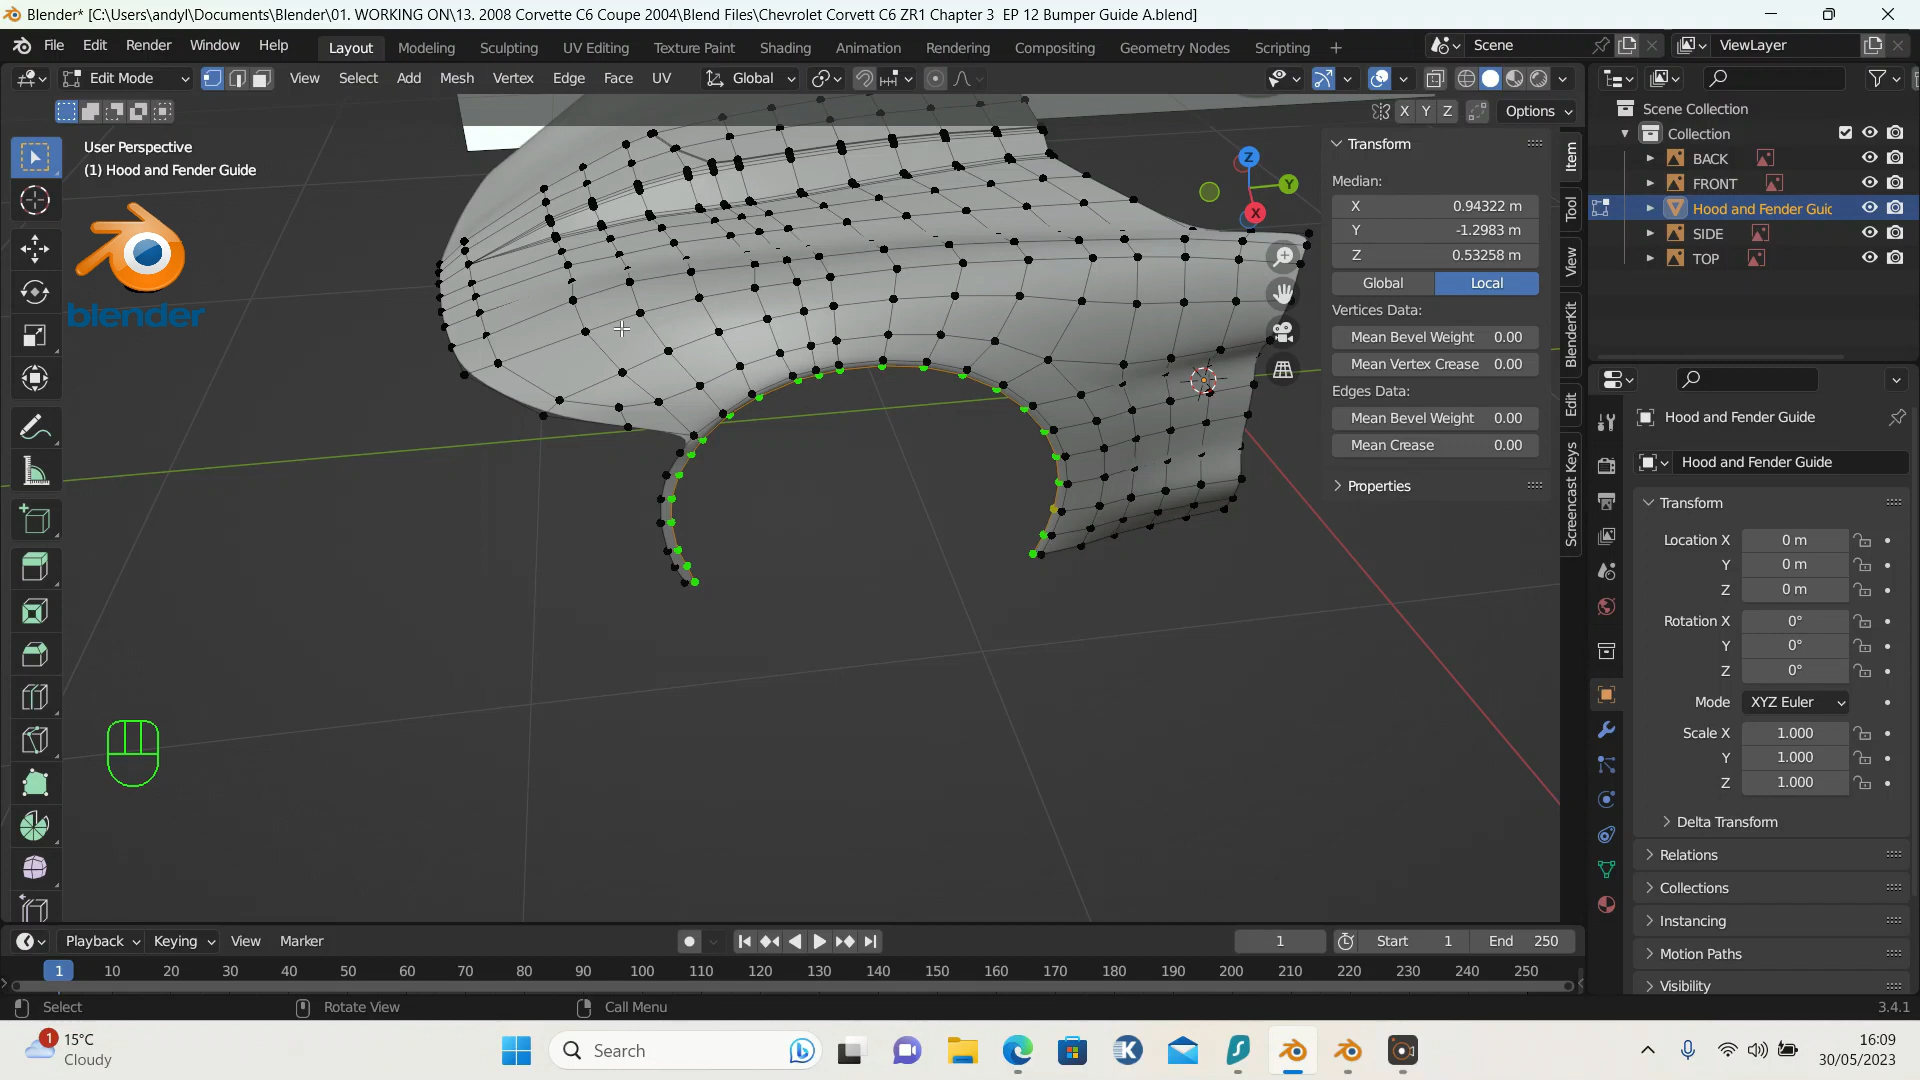 Blender* [C:\Users\andyl\Documents\Blender\01. WORKING ON\13. 2008 Corvette C6 Coupe 2004\Blend Files\Chevrolet Corvett C6 ZR1 Chapter 3  EP 12 Bumper Guide A.blend]
File Edit Render Window Help Layout Modeling Sculpting UV Editing Texture Paint Shading Animation Rendering Compositing Geometry Nodes Scripting + Scene ViewLayer
Edit Mode View Select Add Mesh Vertex Edge Face UV Global
X Y Z Options
User Perspective
(1) Hood and Fender Guide
blender
Z
Y
X
Transform
Median:
X 0.94322 m
Y -1.2983 m
Z 0.53258 m
Global Local
Vertices Data:
Mean Bevel Weight 0.00
Mean Vertex Crease 0.00
Edges Data:
Mean Bevel Weight 0.00
Mean Crease 0.00
Properties
Item
Tool
View
BlenderKit
Edit
Screencast Keys
Scene Collection
Collection
BACK
FRONT
Hood and Fender Guic
SIDE
TOP
Hood and Fender Guide
Hood and Fender Guide
Transform
Location X 0 m
Y 0 m
Z 0 m
Rotation X 0°
Y 0°
Z 0°
Mode XYZ Euler
Scale X 1.000
Y 1.000
Z 1.000
Delta Transform
Relations
Collections
Instancing
Motion Paths
Visibility
Playback Keying View Marker 1 Start 1 End 250
1 10 20 30 40 50 60 70 80 90 100 110 120 130 140 150 160 170 180 190 200 210 220 230 240 250
Select Rotate View Call Menu 3.4.1
1
15°C
Cloudy
Search
K
16:09
30/05/2023